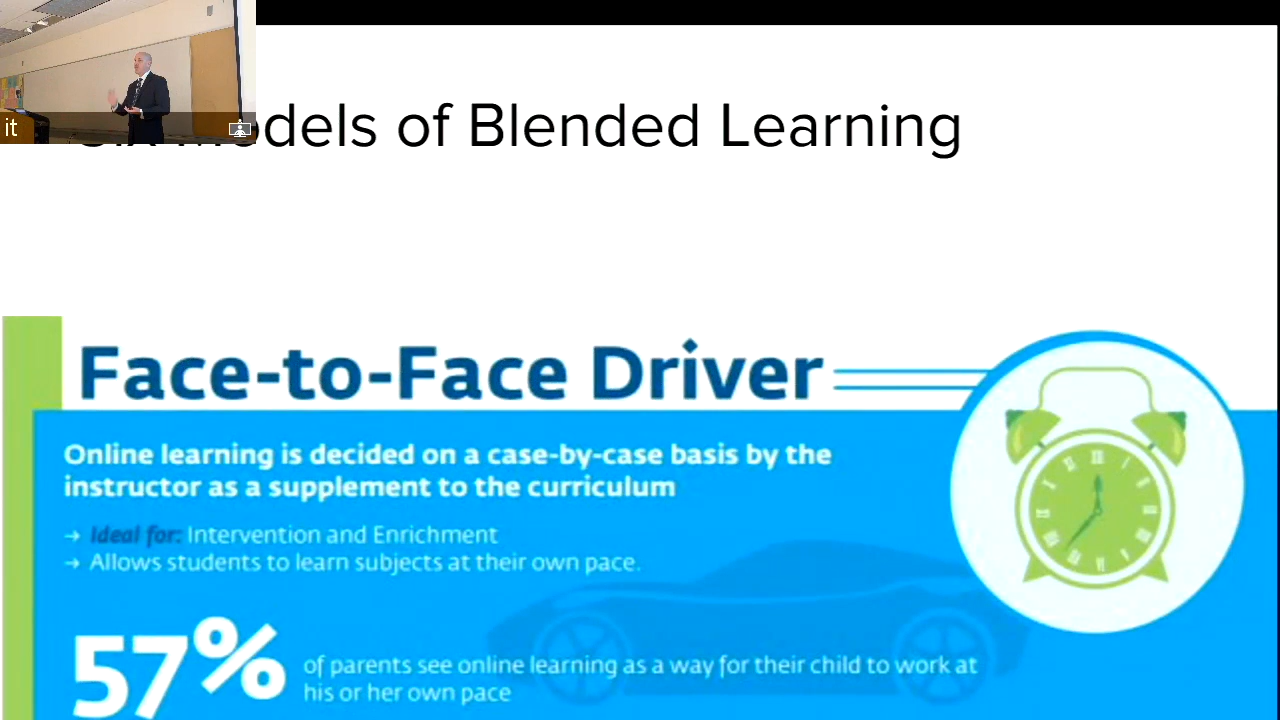 it
Six Models of Blended Learning
Face-to-Face Driver
Online learning is decided on a case-by-case basis by the
instructor as a supplement to the curriculum
→ Ideal for: Intervention and Enrichment
→ Allows students to learn subjects at their own pace.
57% of parents see online learning as a way for their child to work at
his or her own pace